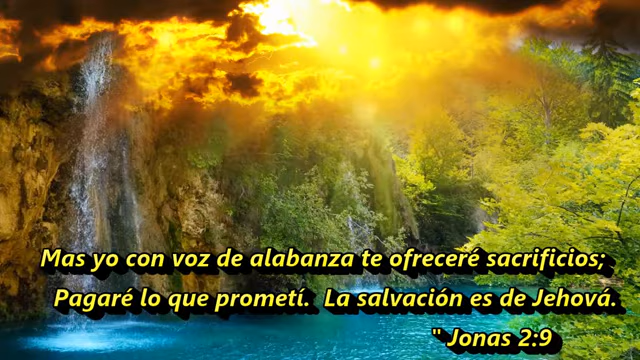 Mas yo con voz de alabanza te ofreceré sacrificios;
Pagaré lo que prometí. La salvación es de Jehová.
" Jonas 2:9